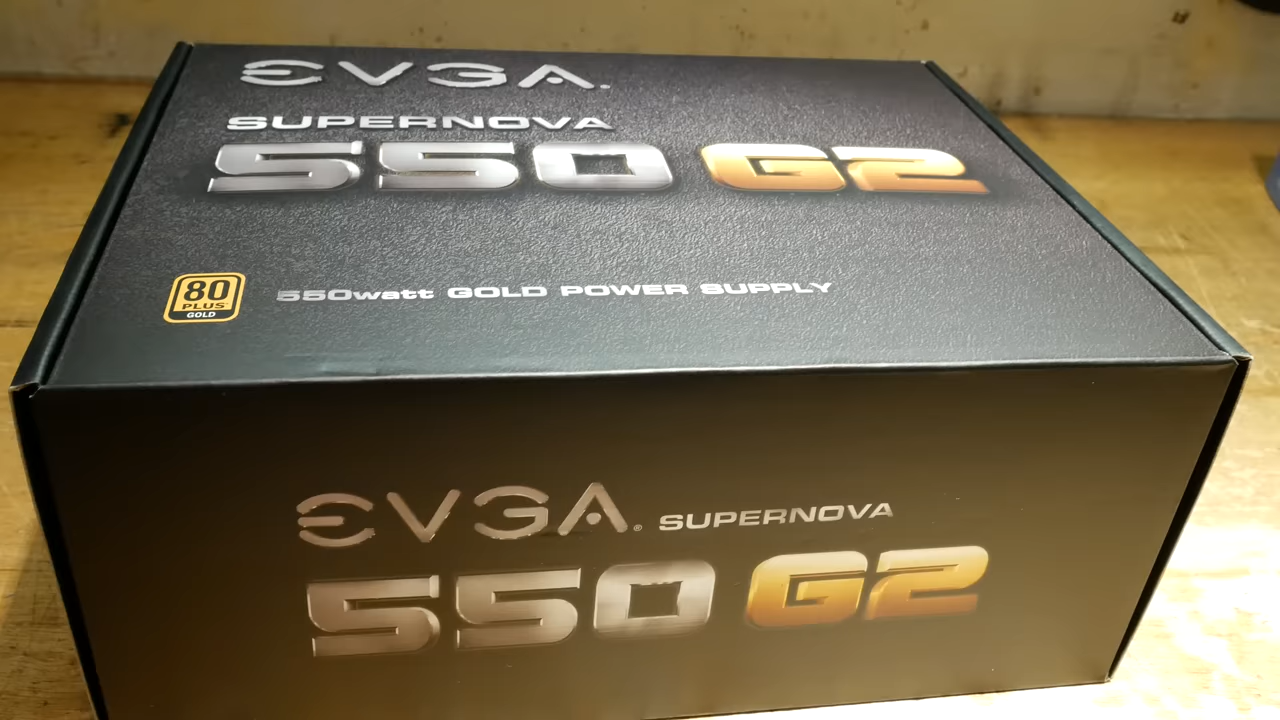 EVGA.
SUPERNOVA
550 G2
80 PLUS GOLD
550watt GOLD POWER SUPPLY
EVGA® SUPERNOVA
550 G2